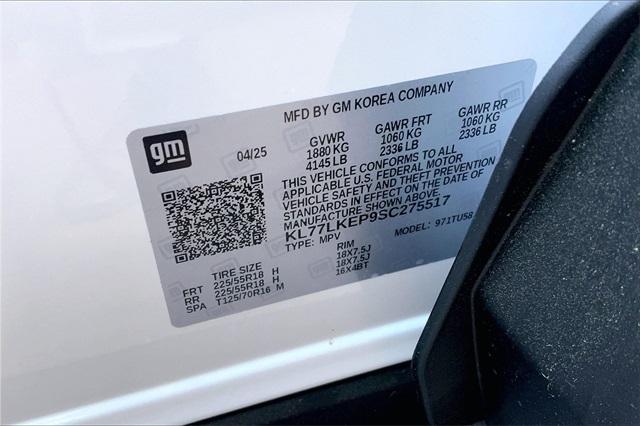 MFD BY GM KOREA COMPANY
gm
04/25
GVWR
1880 KG
4145 LB
GAWR FRT
1060 KG
2336 LB
GAWR RR
1060 KG
2336 LB
THIS VEHICLE CONFORMS TO ALL
APPLICABLE U.S. FEDERAL MOTOR
VEHICLE SAFETY AND THEFT PREVENTION
STANDARDS IN EFFECT ON THE DATE OF
MANUFACTURE SHOWN ABOVE.
KL77LKEP9SC275517
TYPE: MPV
MODEL: 971TU58
TIRE SIZE RIM
FRT 225/55R18 H 18X7.5J
RR 225/55R18 H 18X7.5J
SPA T125/70R16 M 16X4BT